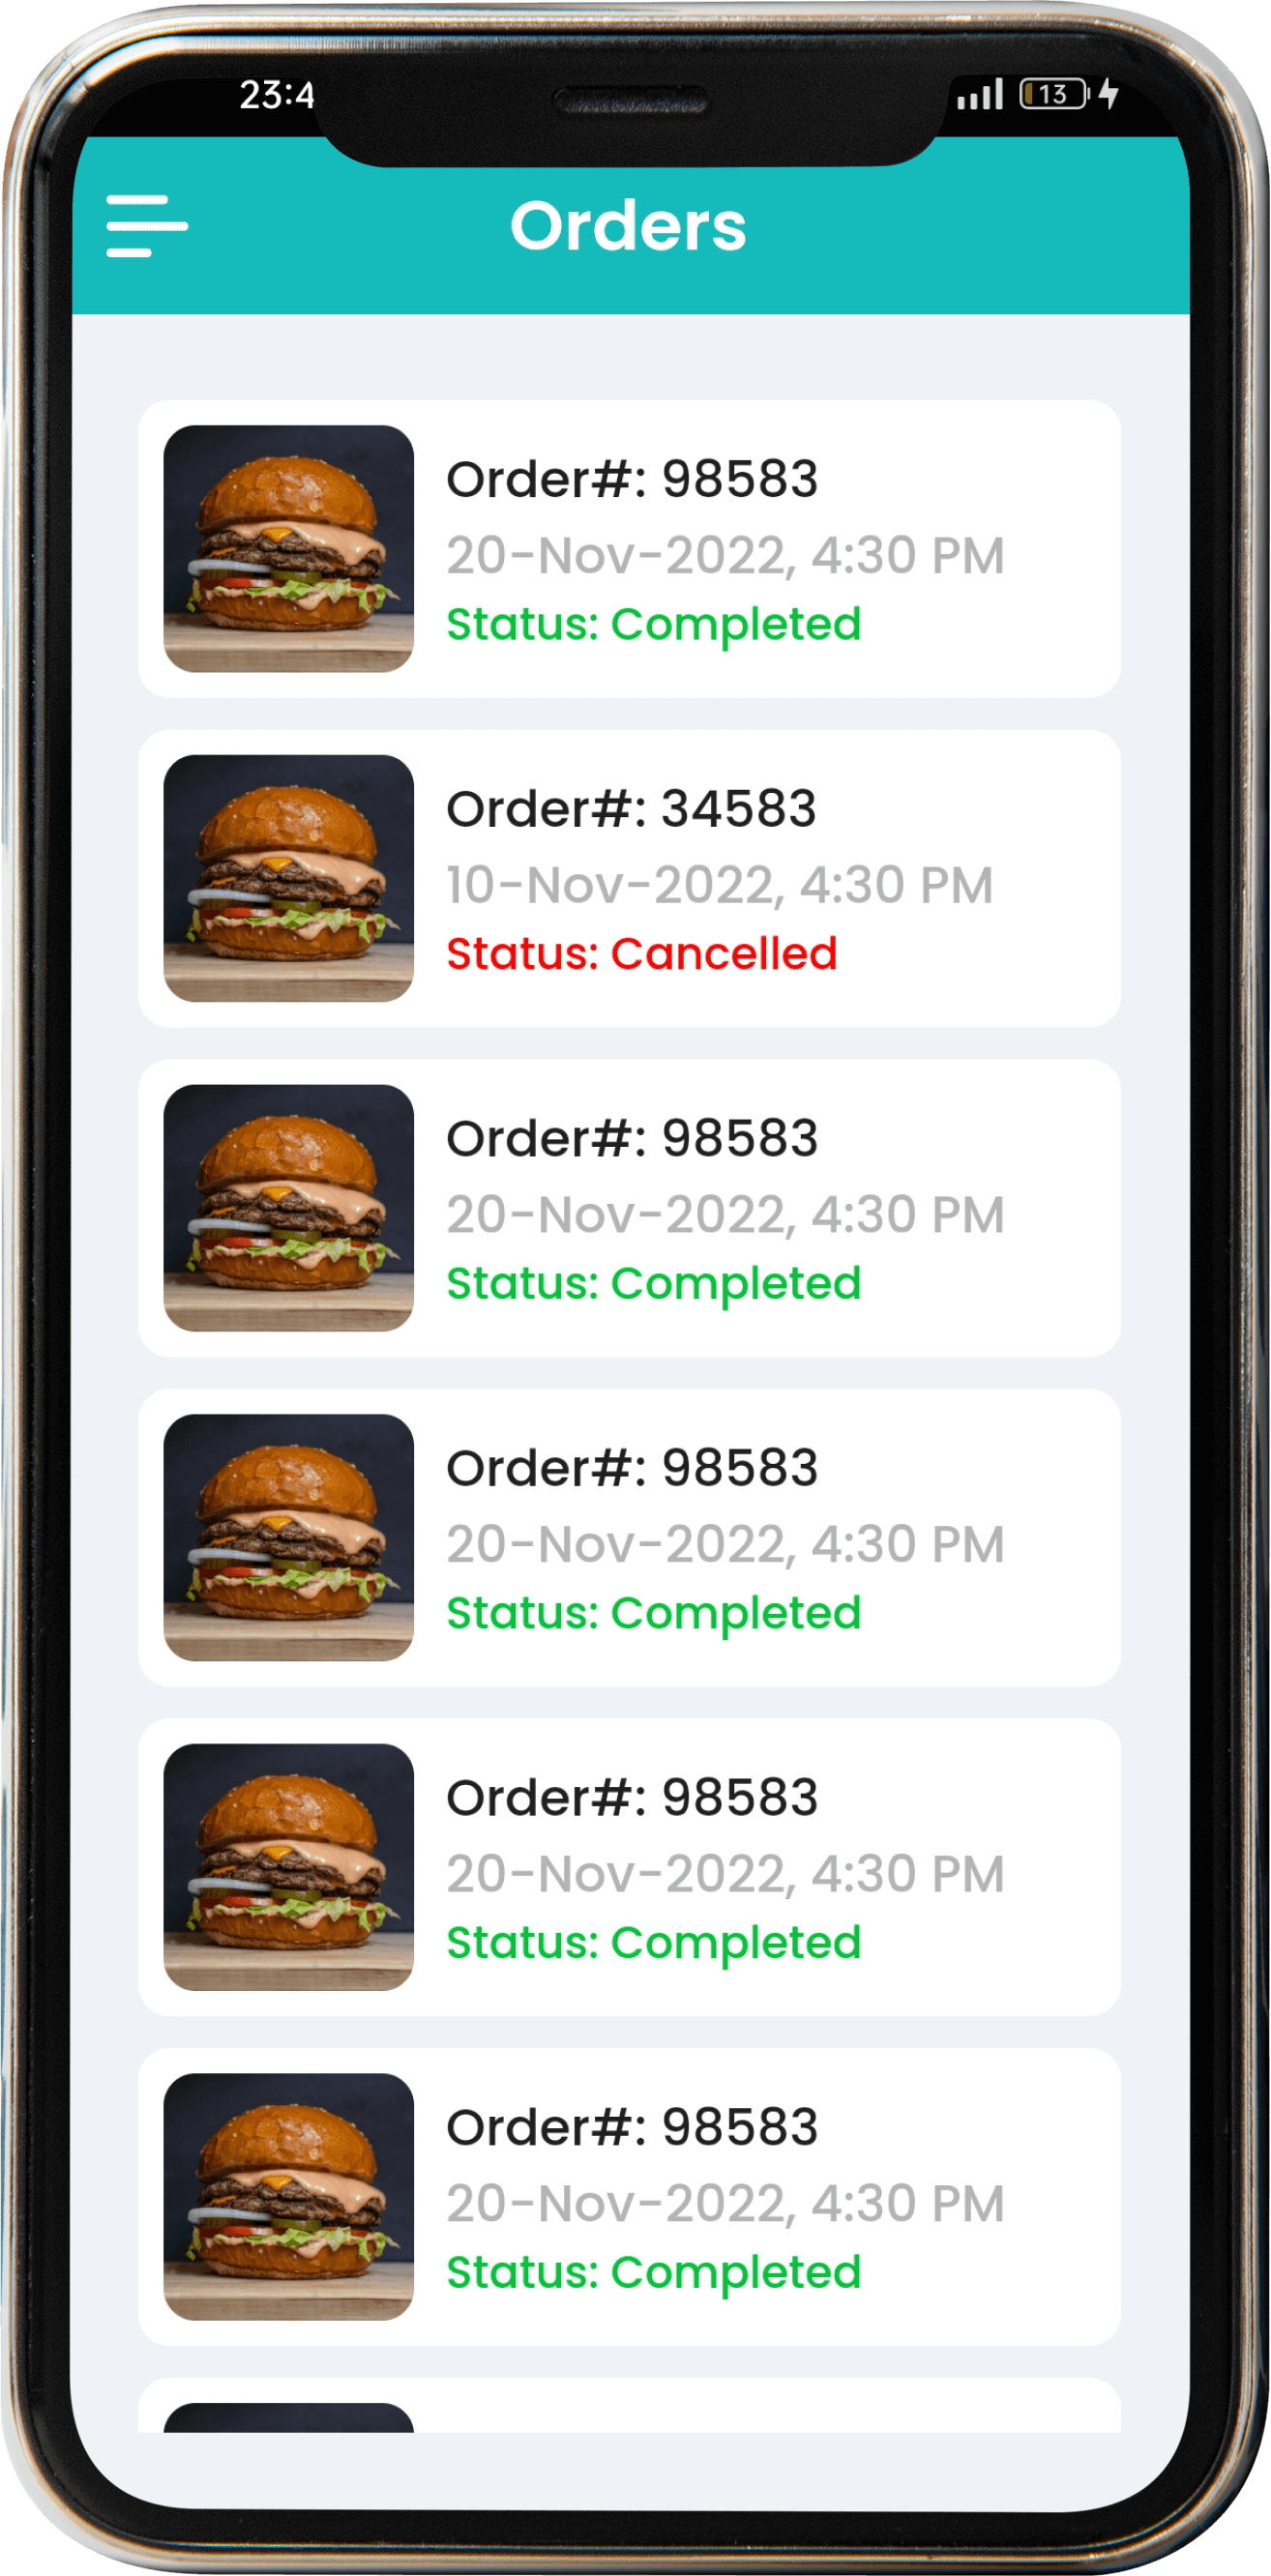 23:4
13
Orders
Order#: 98583
20-Nov-2022, 4:30 PM
Status: Completed
Order#: 34583
10-Nov-2022, 4:30 PM
Status: Cancelled
Order#: 98583
20-Nov-2022, 4:30 PM
Status: Completed
Order#: 98583
20-Nov-2022, 4:30 PM
Status: Completed
Order#: 98583
20-Nov-2022, 4:30 PM
Status: Completed
Order#: 98583
20-Nov-2022, 4:30 PM
Status: Completed